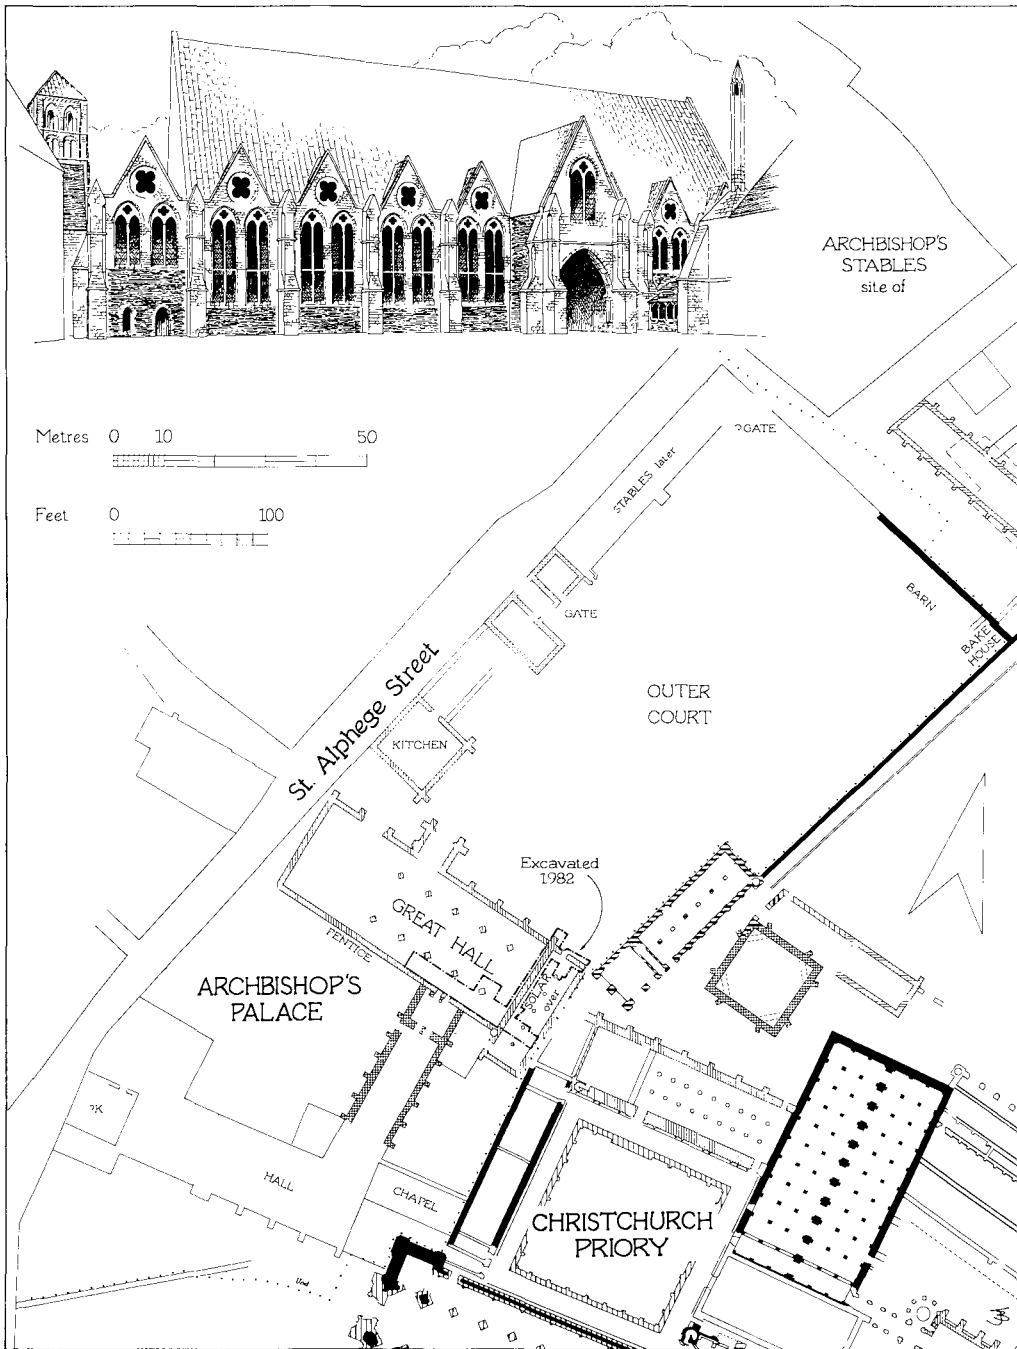 ARCHBISHOP'S
STABLES
site of
Metres 0 10 50
Feet 0 100
?GATE
STABLES later
GATE
BARN
BAKE
HOUSE
OUTER
COURT
St. Alphege Street
KITCHEN
Excavated
1982
GREAT HALL
PENTICE
SOLAR
over
ARCHBISHOP'S
PALACE
?K
HALL
CHAPEL
CHRISTCHURCH
PRIORY